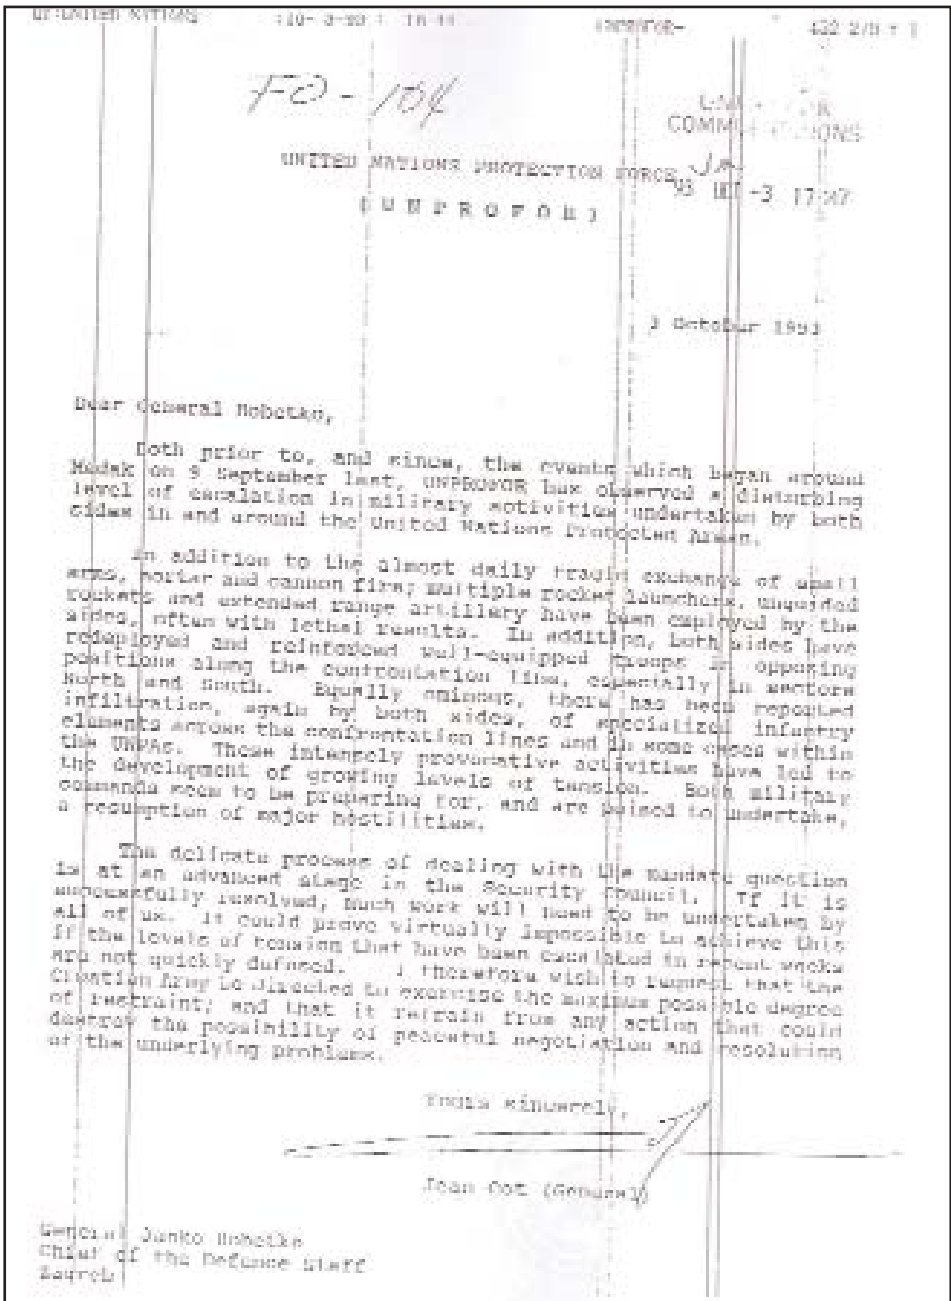 FO-104
COMM
UNITED NATIONS PROTECTION FORCE
(UNPROFOR)
93 -3 17:47
3 October 1993
Dear General Bobetko,
Both prior to, and since, the events which began around
Medak on 9 September last, UNPROFOR has observed a disturbing
level of escalation in military activities undertaken by both
sides in and around the United Nations Protected Areas.
In addition to the almost daily tragic exchange of small
arms, mortar and cannon fire; multiple rocket launchers, unguided
rockets and extended range artillery have been employed by the
sides, often with lethal results. In addition, both sides have
redeployed and reinforced well-equipped troops in opposing
positions along the confrontation line, especially in sectors
North and South. Equally ominous, there has been reported
infiltration, again by both sides, of specialized infantry
elements across the confrontation lines and in some cases within
the UNPAs. These intensely provocative activities have led to
the development of growing levels of tension. Both military
commands seem to be preparing for, and are poised to undertake,
a resumption of major hostilities.
The delicate process of dealing with the mandate question
is at an advanced stage in the Security Council. If it is
successfully resolved, much work will need to be undertaken by
all of us. It could prove virtually impossible to achieve this
if the levels of tension that have been escalated in recent weeks
are not quickly defused. I therefore wish to request that the
Croatian Army be directed to exercise the maximum possible degree
of restraint; and that it refrain from any action that could
destroy the possibility of peaceful negotiation and resolution
of the underlying problems.
Yours sincerely,
Jean Cot (General)
General Janko Bobetko
Chief of the Defence Staff
Zagreb